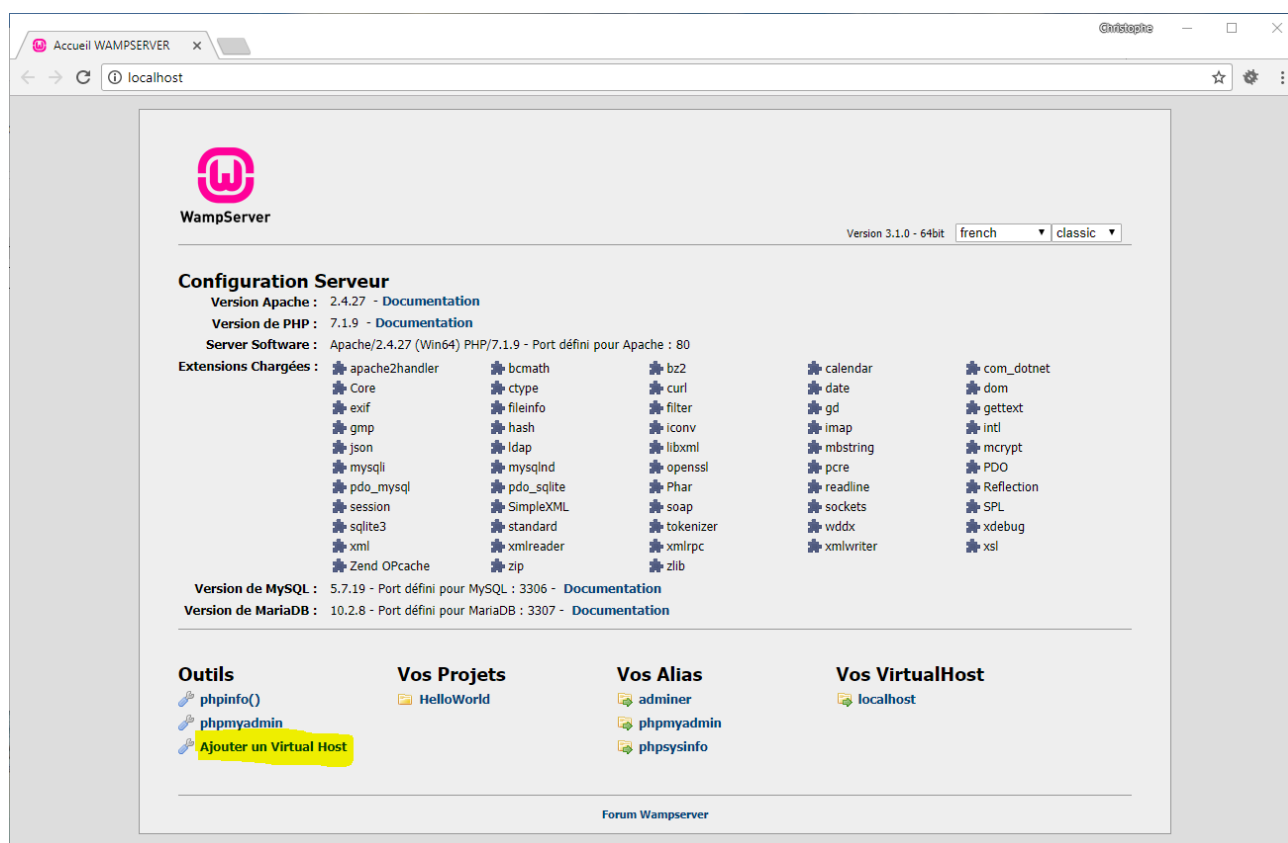 Christophe
Accueil WAMPSERVER
localhost
WampServer
Version 3.1.0 - 64bit french classic
Configuration Serveur
Version Apache : 2.4.27 - Documentation
Version de PHP : 7.1.9 - Documentation
Server Software : Apache/2.4.27 (Win64) PHP/7.1.9 - Port défini pour Apache : 80
Extensions Chargées : apache2handler bcmath bz2 calendar com_dotnet
Core ctype curl date dom
exif fileinfo filter gd gettext
gmp hash iconv imap intl
json ldap libxml mbstring mcrypt
mysqli mysqlnd openssl pcre PDO
pdo_mysql pdo_sqlite Phar readline Reflection
session SimpleXML soap sockets SPL
sqlite3 standard tokenizer wddx xdebug
xml xmlreader xmlrpc xmlwriter xsl
Zend OPcache zip zlib
Version de MySQL : 5.7.19 - Port défini pour MySQL : 3306 - Documentation
Version de MariaDB : 10.2.8 - Port défini pour MariaDB : 3307 - Documentation
Outils Vos Projets Vos Alias Vos VirtualHost
phpinfo() HelloWorld adminer localhost
phpmyadmin phpmyadmin
Ajouter un Virtual Host phpsysinfo
Forum Wampserver